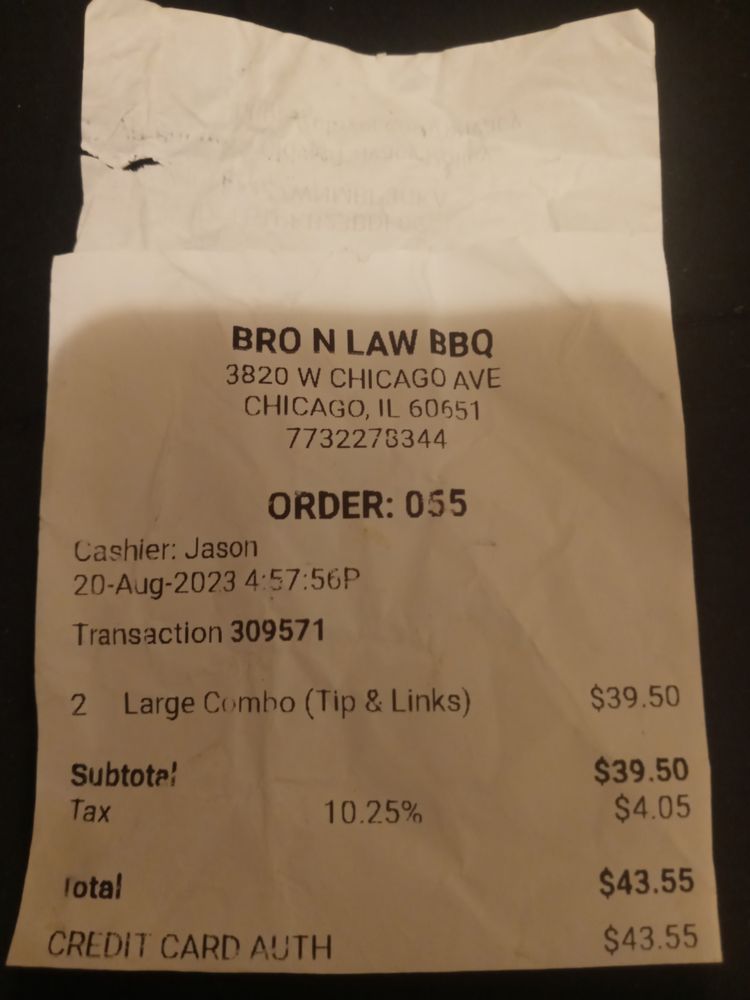 BRO N LAW BBQ
3820 W CHICAGO AVE
CHICAGO, IL 60651
7732278344
ORDER: 055
Cashier: Jason
20-Aug-2023 4:57:56P
Transaction 309571
2 Large Combo (Tip & Links) $39.50
Subtotal $39.50
Tax 10.25% $4.05
Total $43.55
CREDIT CARD AUTH $43.55